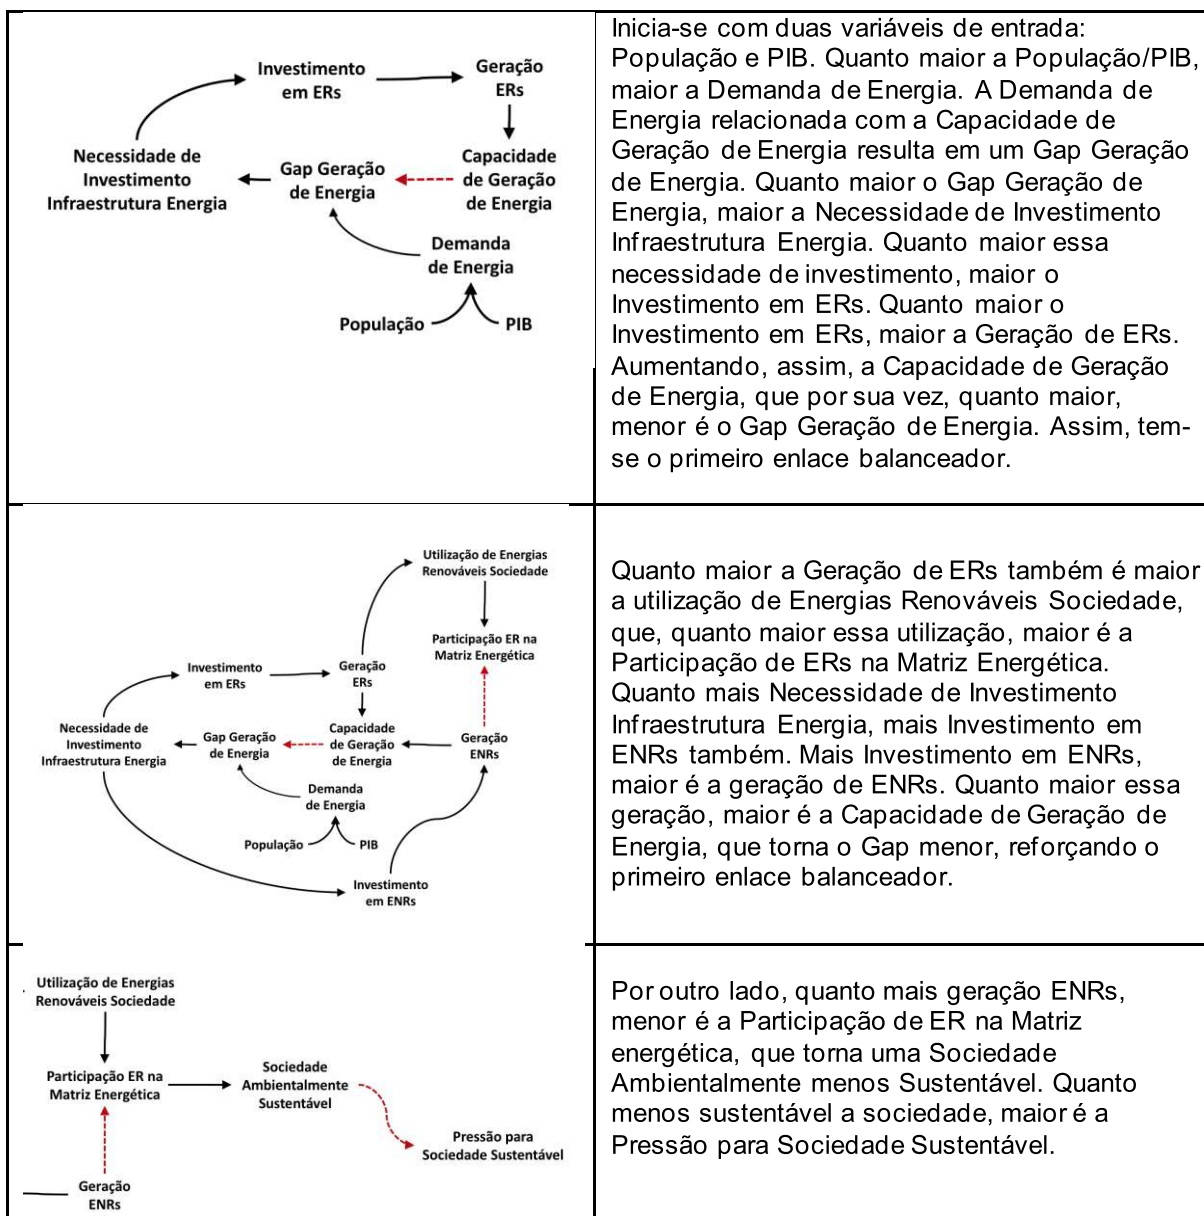 Investimento
em ERs
Geração
ERs
Necessidade de
Investimento
Infraestrutura Energia
Gap Geração
de Energia
Capacidade
de Geração
de Energia
Demanda
de Energia
População
PIB
Inicia-se com duas variáveis de entrada:
População e PIB. Quanto maior a População/PIB,
maior a Demanda de Energia. A Demanda de
Energia relacionada com a Capacidade de
Geração de Energia resulta em um Gap Geração
de Energia. Quanto maior o Gap Geração de
Energia, maior a Necessidade de Investimento
Infraestrutura Energia. Quanto maior essa
necessidade de investimento, maior o
Investimento em ERs. Quanto maior o
Investimento em ERs, maior a Geração de ERs.
Aumentando, assim, a Capacidade de Geração
de Energia, que por sua vez, quanto maior,
menor é o Gap Geração de Energia. Assim, tem-
se o primeiro enlace balanceador.
Utilização de Energias
Renováveis Sociedade
Participação ER na
Matriz Energética
Investimento
em ERs
Geração
ERs
Necessidade de
Investimento
Infraestrutura Energia
Gap Geração
de Energia
Capacidade
de Geração
de Energia
Geração
ENRs
Demanda
de Energia
População
PIB
Investimento
em ENRs
Quanto maior a Geração de ERs também é maior
a utilização de Energias Renováveis Sociedade,
que, quanto maior essa utilização, maior é a
Participação de ERs na Matriz Energética.
Quanto mais Necessidade de Investimento
Infraestrutura Energia, mais Investimento em
ENRs também. Mais Investimento em ENRs,
maior é a geração de ENRs. Quanto maior essa
geração, maior é a Capacidade de Geração de
Energia, que torna o Gap menor, reforçando o
primeiro enlace balanceador.
Utilização de Energias
Renováveis Sociedade
Participação ER na
Matriz Energética
Sociedade
Ambientalmente
Sustentável
Pressão para
Sociedade Sustentável
Geração
ENRs
Por outro lado, quanto mais geração ENRs,
menor é a Participação de ER na Matriz
energética, que torna uma Sociedade
Ambientalmente menos Sustentável. Quanto
menos sustentável a sociedade, maior é a
Pressão para Sociedade Sustentável.